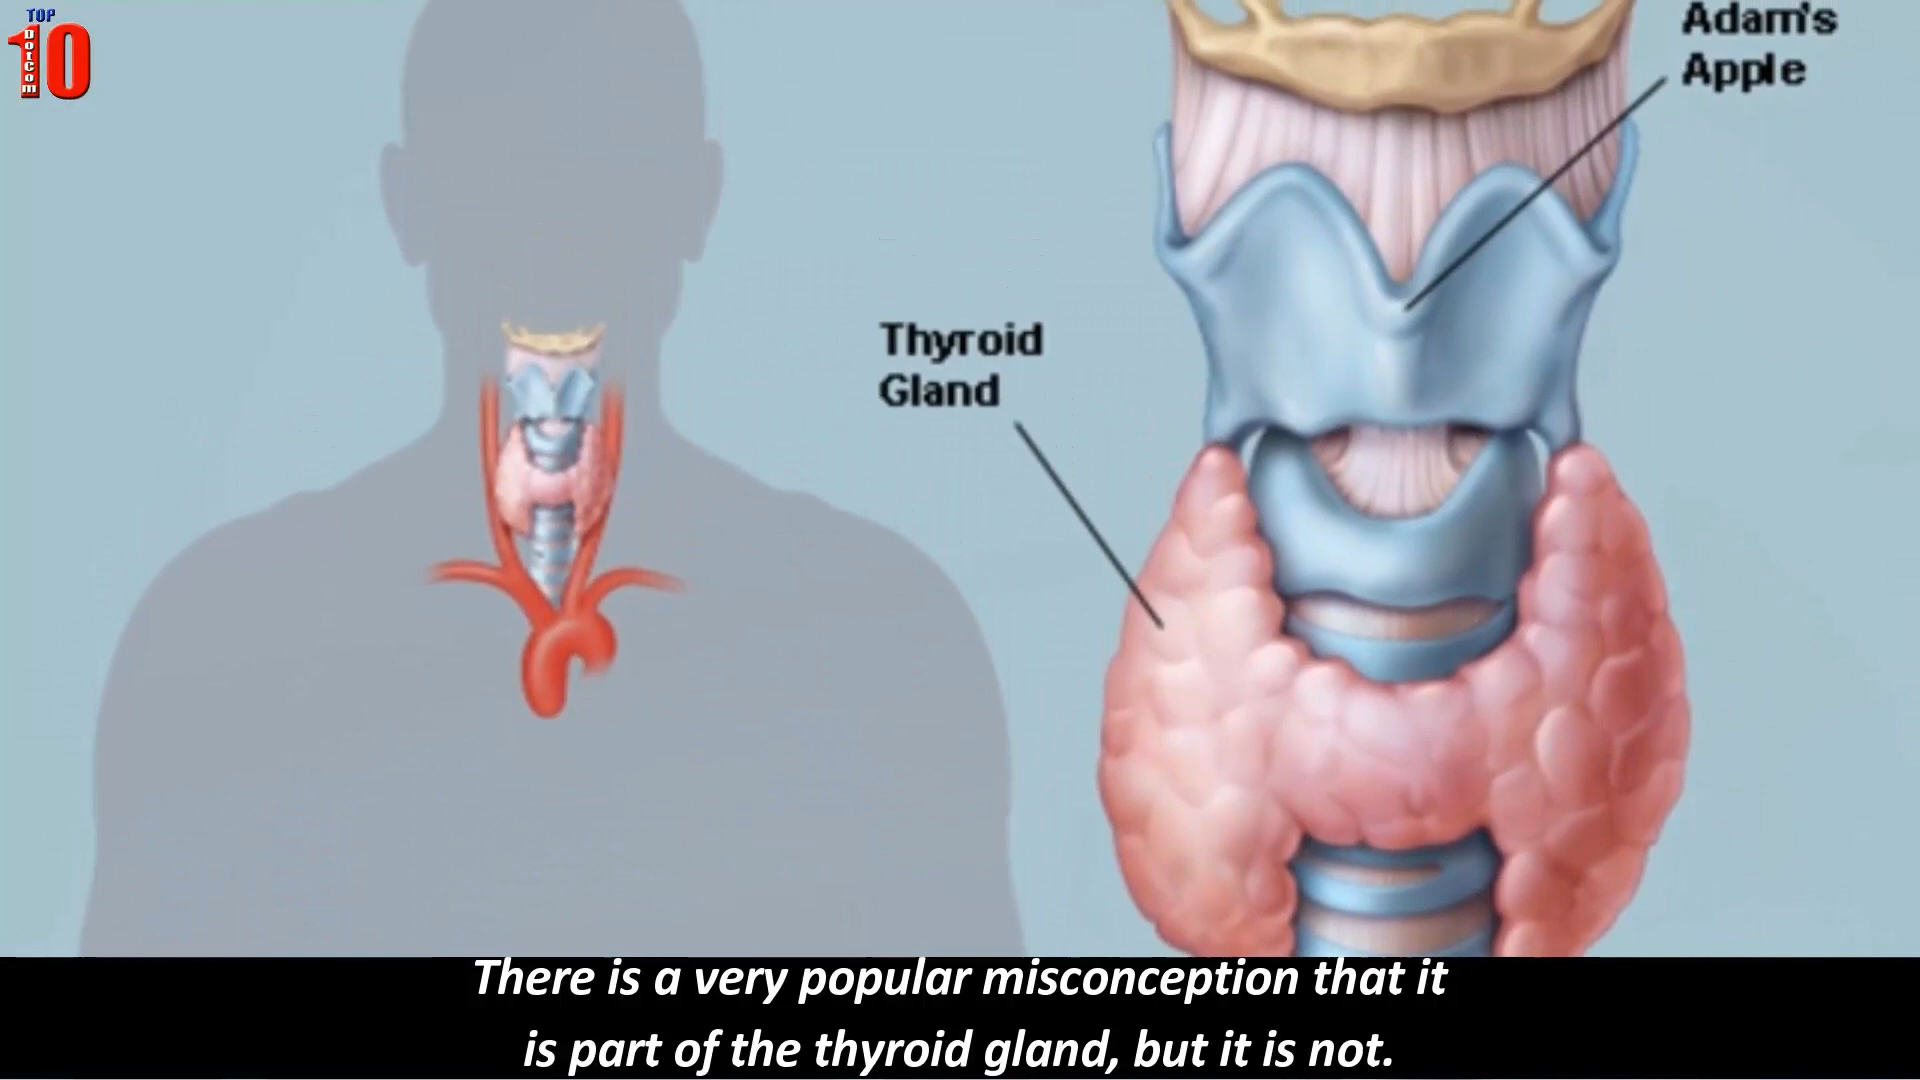 TOP
10
DotCom
Adam's
Apple
Thyroid
Gland
There is a very popular misconception that it
is part of the thyroid gland, but it is not.